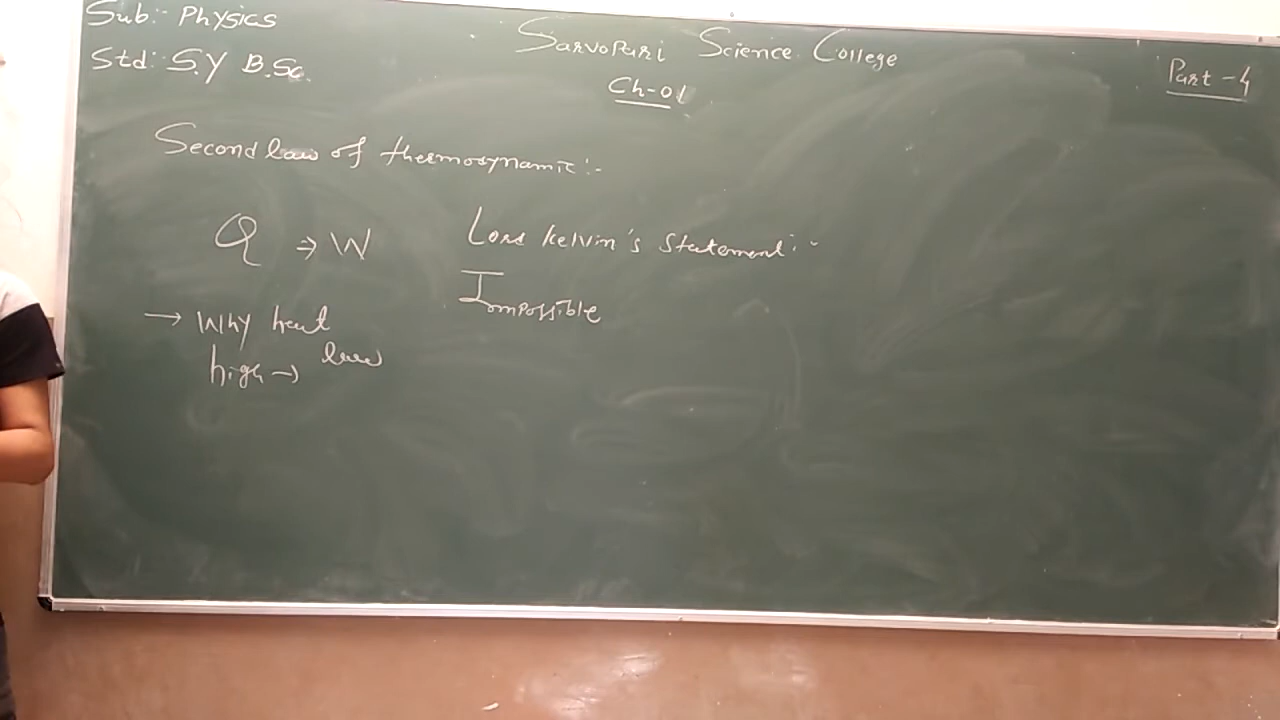 Sub:- Physics
Std:- S.Y B.Sc.
Sarvopari Science College
Ch-01
Part-4
Second law of thermodynamic:-
Q → W
→ Why heat
high → low
Lord Kelvin's Statement:-
Impossible